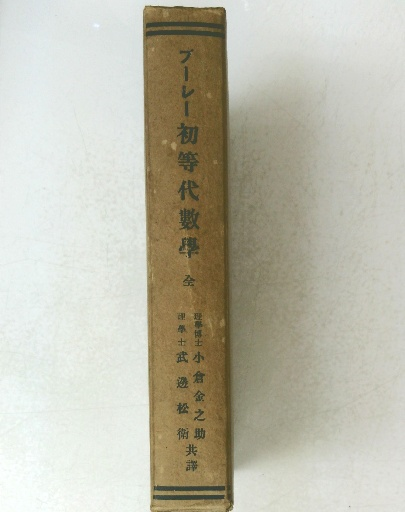 ブーレー初等代數學 全
理學博士 小倉金之助
理學士 武邊松衛
共譯